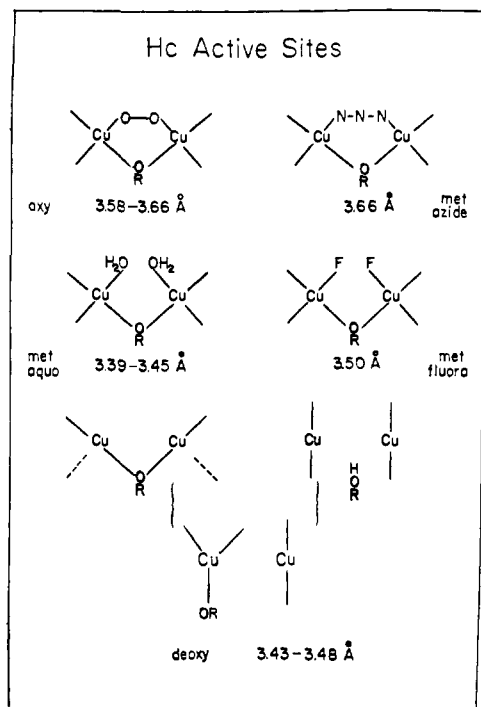 Hc Active Sites
O—O
Cu Cu
O
R
oxy 3.58-3.66 Å
N-N-N
Cu Cu
O
R
3.66 Å met azide
H₂O OH₂
Cu Cu
O
R
met aquo 3.39-3.45 Å
F F
Cu Cu
O
R
3.50 Å met fluora
Cu Cu
O
R
Cu Cu
H
O
R
Cu Cu
OR
deoxy 3.43-3.48 Å